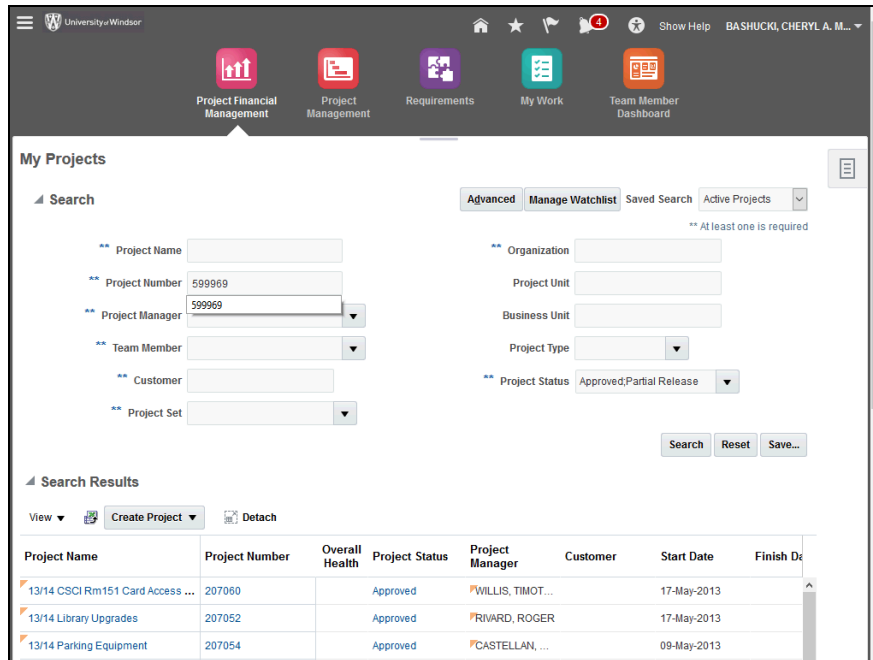 University of Windsor
4
Show Help
BASHUCKI, CHERYL A. M...
Project Financial Management
Project Management
Requirements
My Work
Team Member Dashboard
My Projects
Search
Advanced
Manage Watchlist
Saved Search
Active Projects
** At least one is required
** Project Name
** Organization
** Project Number 599969
Project Unit
599969
** Project Manager
Business Unit
** Team Member
Project Type
** Customer
** Project Status Approved;Partial Release
** Project Set
Search Reset Save...
Search Results
View Create Project Detach
Project Name Project Number Overall Health Project Status Project Manager Customer Start Date Finish Da
13/14 CSCI Rm151 Card Access ... 207060 Approved WILLIS, TIMOT... 17-May-2013
13/14 Library Upgrades 207052 Approved RIVARD, ROGER 17-May-2013
13/14 Parking Equipment 207054 Approved CASTELLAN, ... 09-May-2013